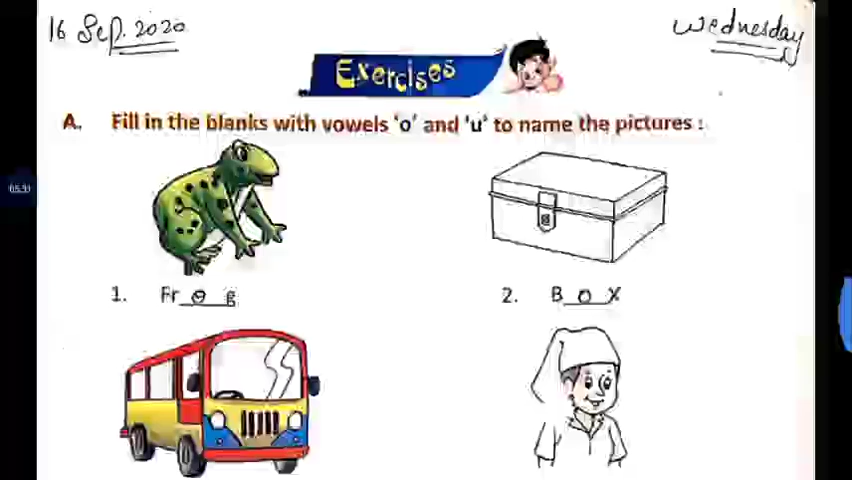 16 Sep. 2020
Wednesday
Exercises
A. Fill in the blanks with vowels 'o' and 'u' to name the pictures :
1. Fr o g
2. B o X